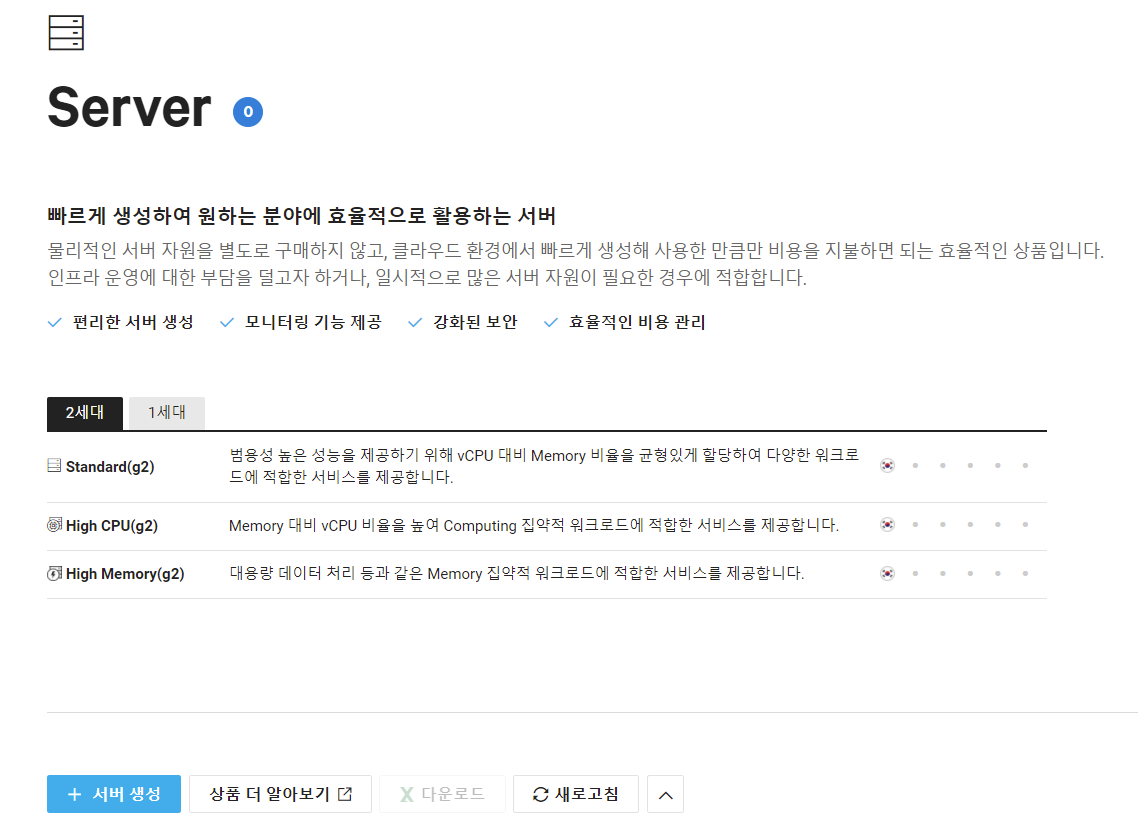 Server 0
빠르게 생성하여 원하는 분야에 효율적으로 활용하는 서버
물리적인 서버 자원을 별도로 구매하지 않고, 클라우드 환경에서 빠르게 생성해 사용한 만큼만 비용을 지불하면 되는 효율적인 상품입니다.
인프라 운영에 대한 부담을 덜고자 하거나, 일시적으로 많은 서버 자원이 필요한 경우에 적합합니다.
편리한 서버 생성 모니터링 기능 제공 강화된 보안 효율적인 비용 관리
2세대 1세대
Standard(g2) 범용성 높은 성능을 제공하기 위해 vCPU 대비 Memory 비율을 균형있게 할당하여 다양한 워크로
드에 적합한 서비스를 제공합니다.
High CPU(g2) Memory 대비 vCPU 비율을 높여 Computing 집약적 워크로드에 적합한 서비스를 제공합니다.
High Memory(g2) 대용량 데이터 처리 등과 같은 Memory 집약적 워크로드에 적합한 서비스를 제공합니다.
+ 서버 생성 상품 더 알아보기 X 다운로드 새로고침